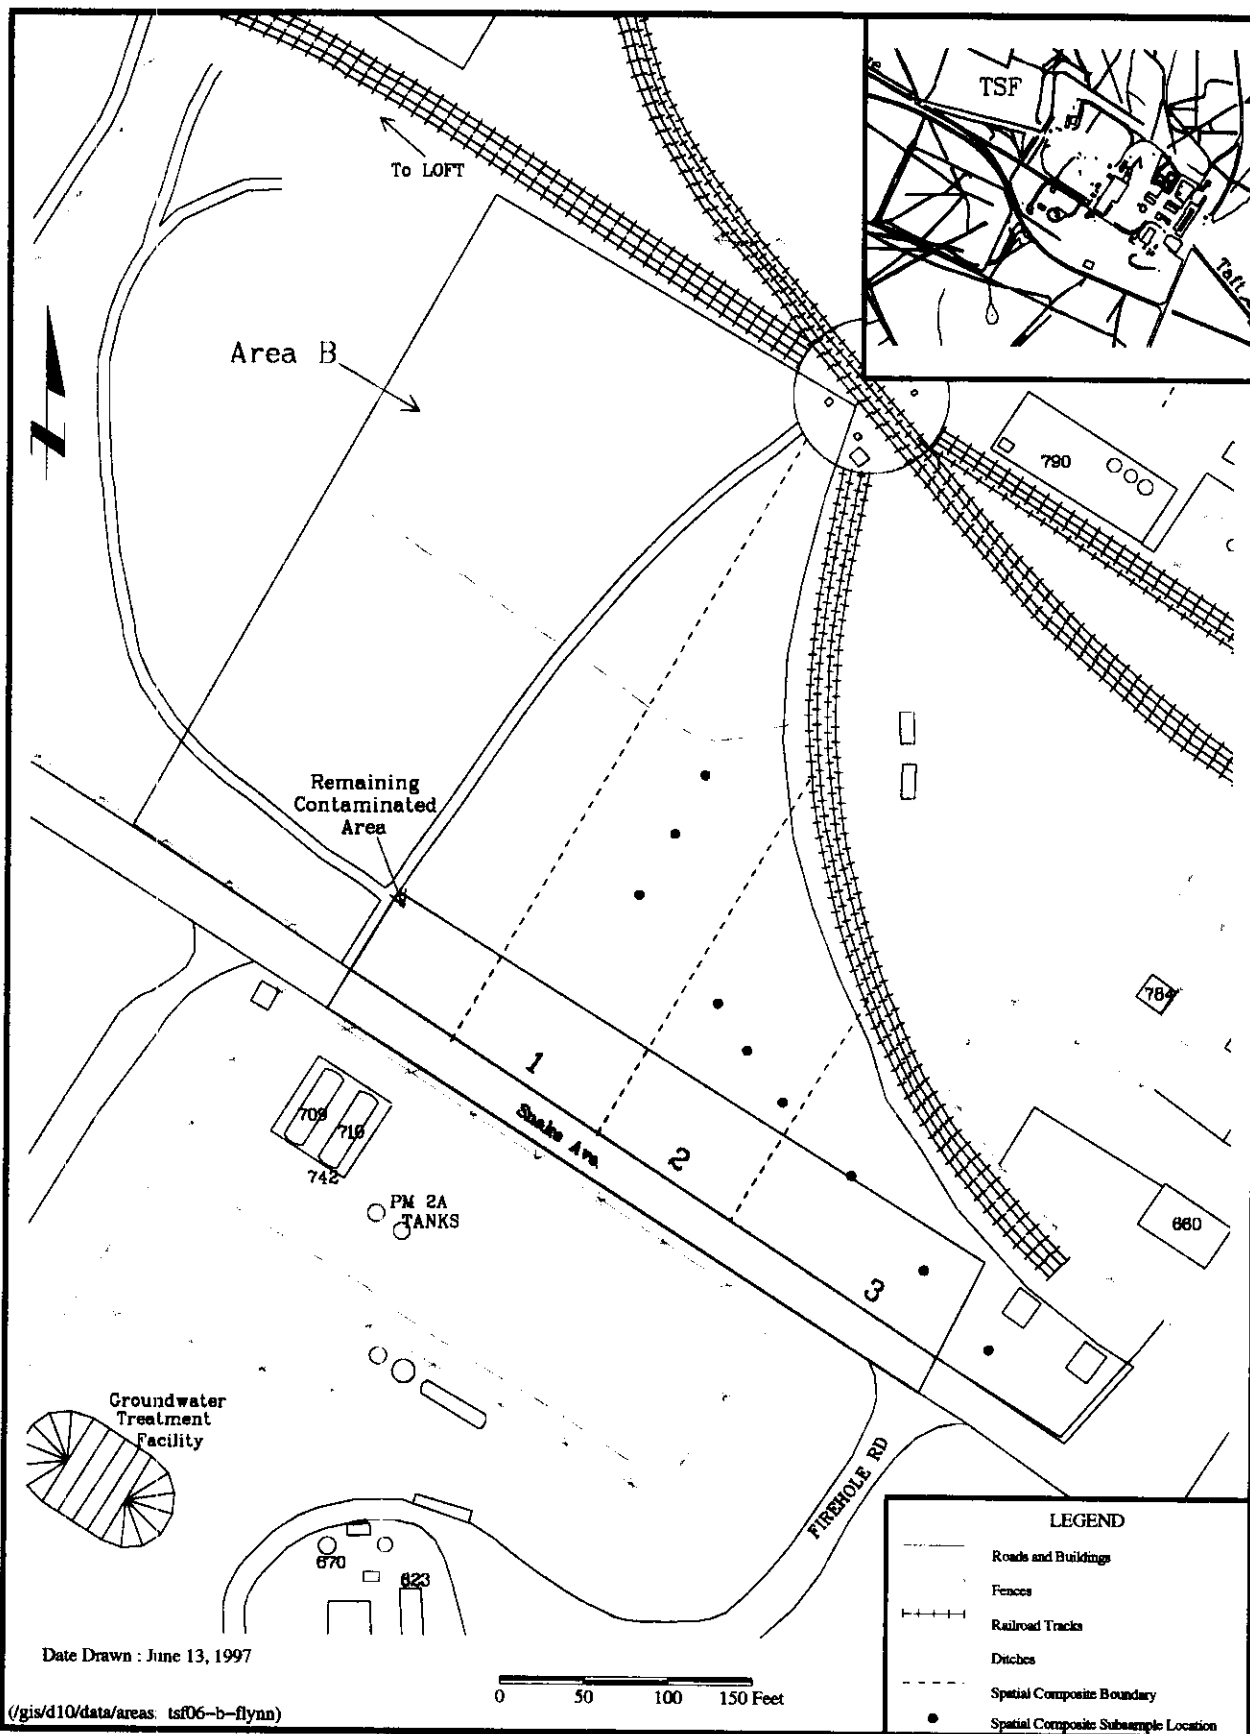 TSF
Taft
To LOFT
Area B
790
Remaining
Contaminated
Area
784
1
Snake Ave
2
3
709
710
742
PM 2A
TANKS
660
Groundwater
Treatment
Facility
FIREHOLE RD
670
623
LEGEND
Roads and Buildings
Fences
Railroad Tracks
Ditches
Spatial Composite Boundary
Spatial Composite Subsample Location
Date Drawn : June 13, 1997
0 50 100 150 Feet
(/gis/d10/data/areas: tsf06-b-flynn)